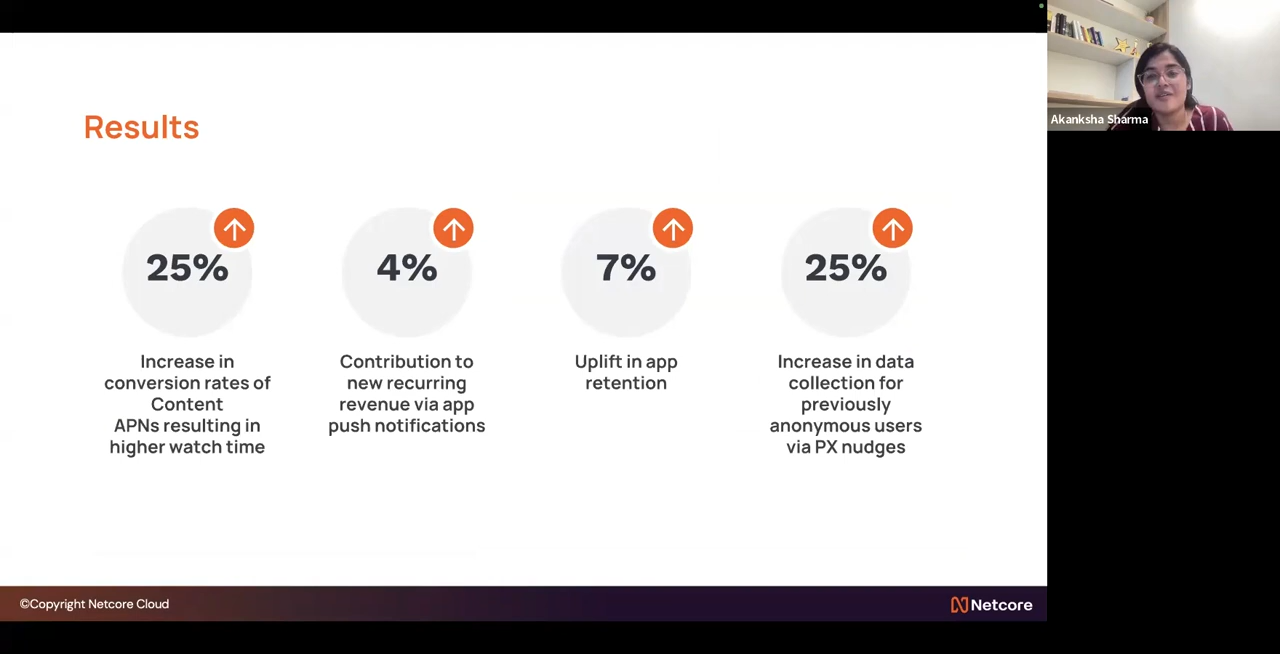 Results
25%
Increase in
conversion rates of
Content
APNs resulting in
higher watch time
4%
Contribution to
new recurring
revenue via app
push notifications
7%
Uplift in app
retention
25%
Increase in data
collection for
previously
anonymous users
via PX nudges
©Copyright Netcore Cloud
Netcore
Akanksha Sharma